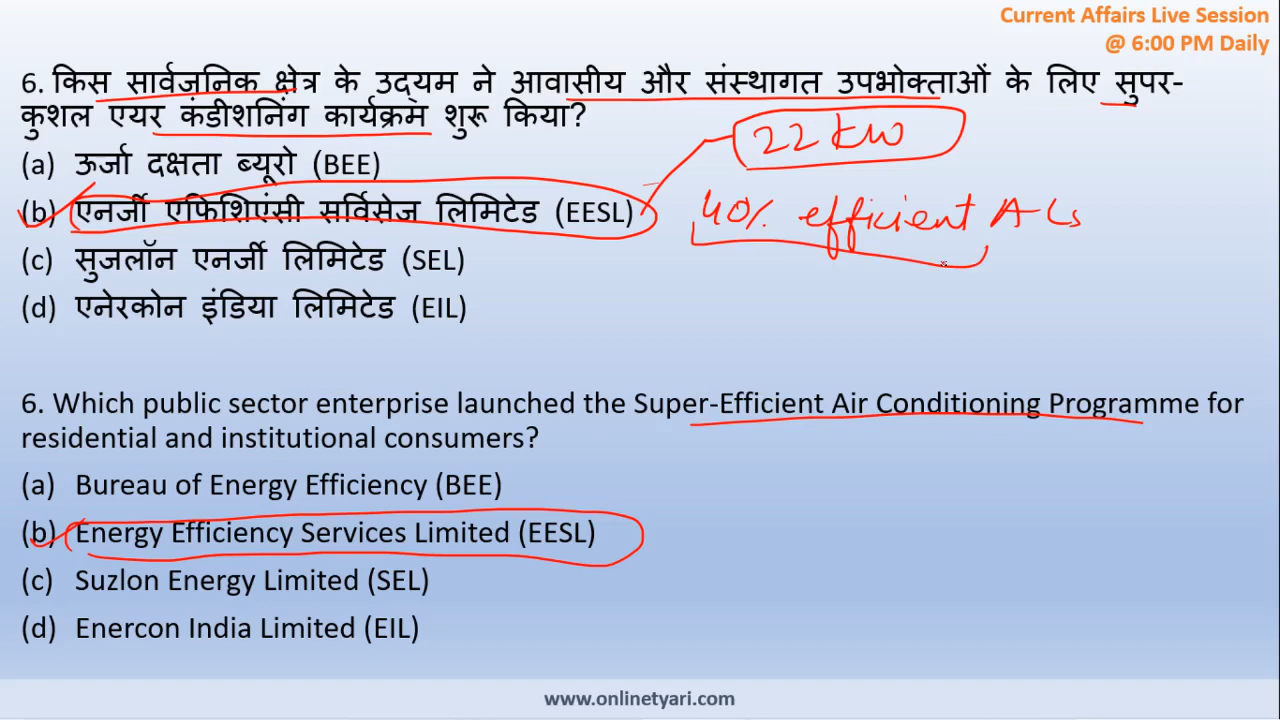 Current Affairs Live Session
@ 6:00 PM Daily
6. किस सार्वजनिक क्षेत्र के उद्यम ने आवासीय और संस्थागत उपभोक्ताओं के लिए सुपर-
कुशल एयर कंडीशनिंग कार्यक्रम शुरू किया?
22 kw
(a) ऊर्जा दक्षता ब्यूरो (BEE)
(b) एनर्जी एफिशिएंसी सर्विसेज लिमिटेड (EESL)
40% efficient ACs
(c) सुजलॉन एनर्जी लिमिटेड (SEL)
(d) एनेरकोन इंडिया लिमिटेड (EIL)
6. Which public sector enterprise launched the Super-Efficient Air Conditioning Programme for
residential and institutional consumers?
(a) Bureau of Energy Efficiency (BEE)
(b) Energy Efficiency Services Limited (EESL)
(c) Suzlon Energy Limited (SEL)
(d) Enercon India Limited (EIL)
www.onlinetyari.com